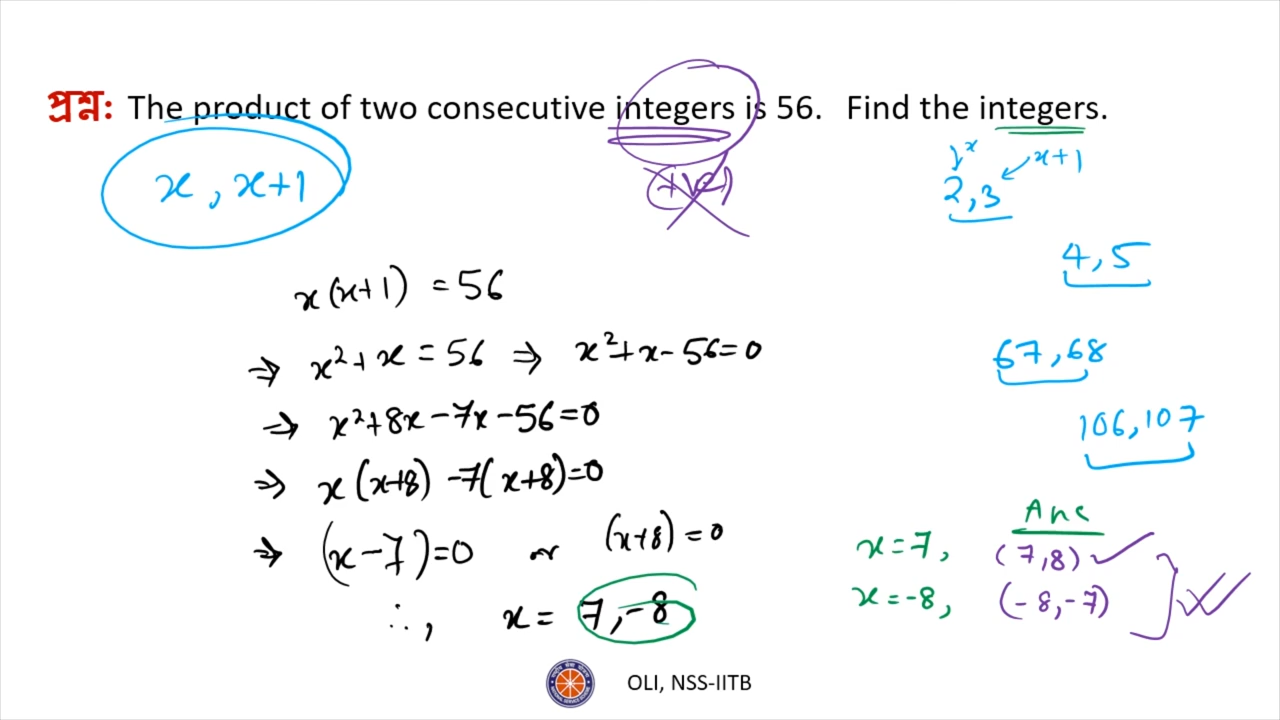 প্রশ্ন: The product of two consecutive integers is 56. Find the integers.
x, x+1
(+ve)
x
x+1
2,3
4,5
67,68
106,107
x(x+1) = 56
⇒ x²+x = 56 ⇒ x²+x-56=0
⇒ x²+8x-7x-56=0
⇒ x(x+8) -7(x+8)=0
⇒ (x-7)=0 or (x+8)=0
∴, x= 7,-8
Ans
x=7, (7,8)
x=-8, (-8,-7)
OLI, NSS-IITB